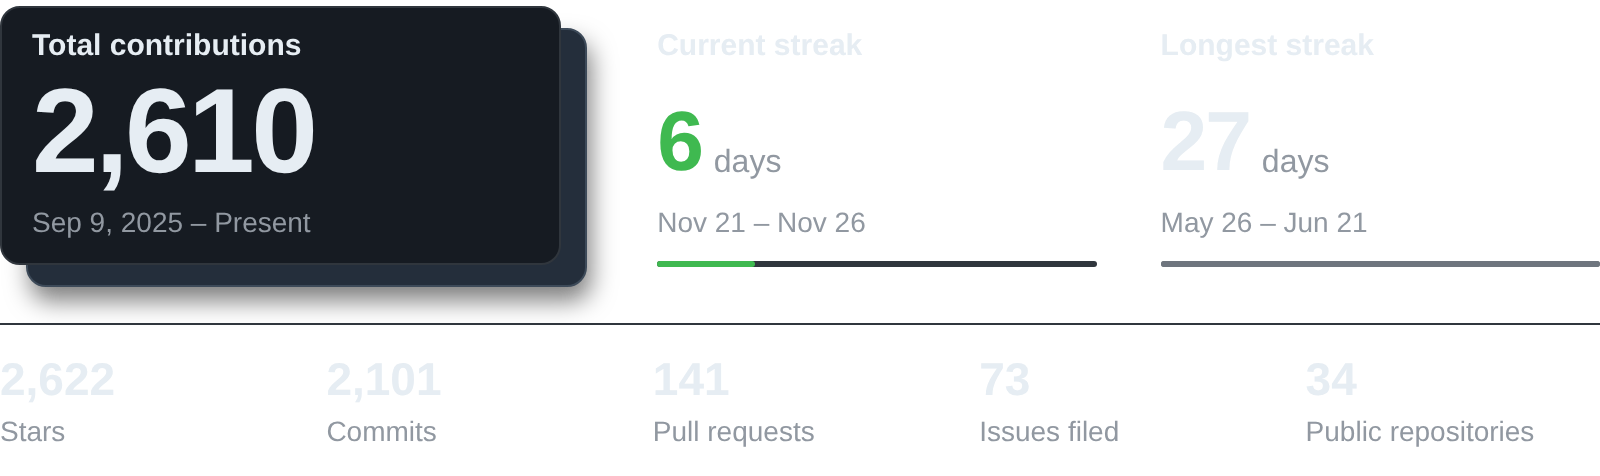 Total contributions
2,610
Sep 9, 2025 – Present
Current streak
6 days
Nov 21 – Nov 26
Longest streak
27 days
May 26 – Jun 21
2,622
Stars
2,101
Commits
141
Pull requests
73
Issues filed
34
Public repositories